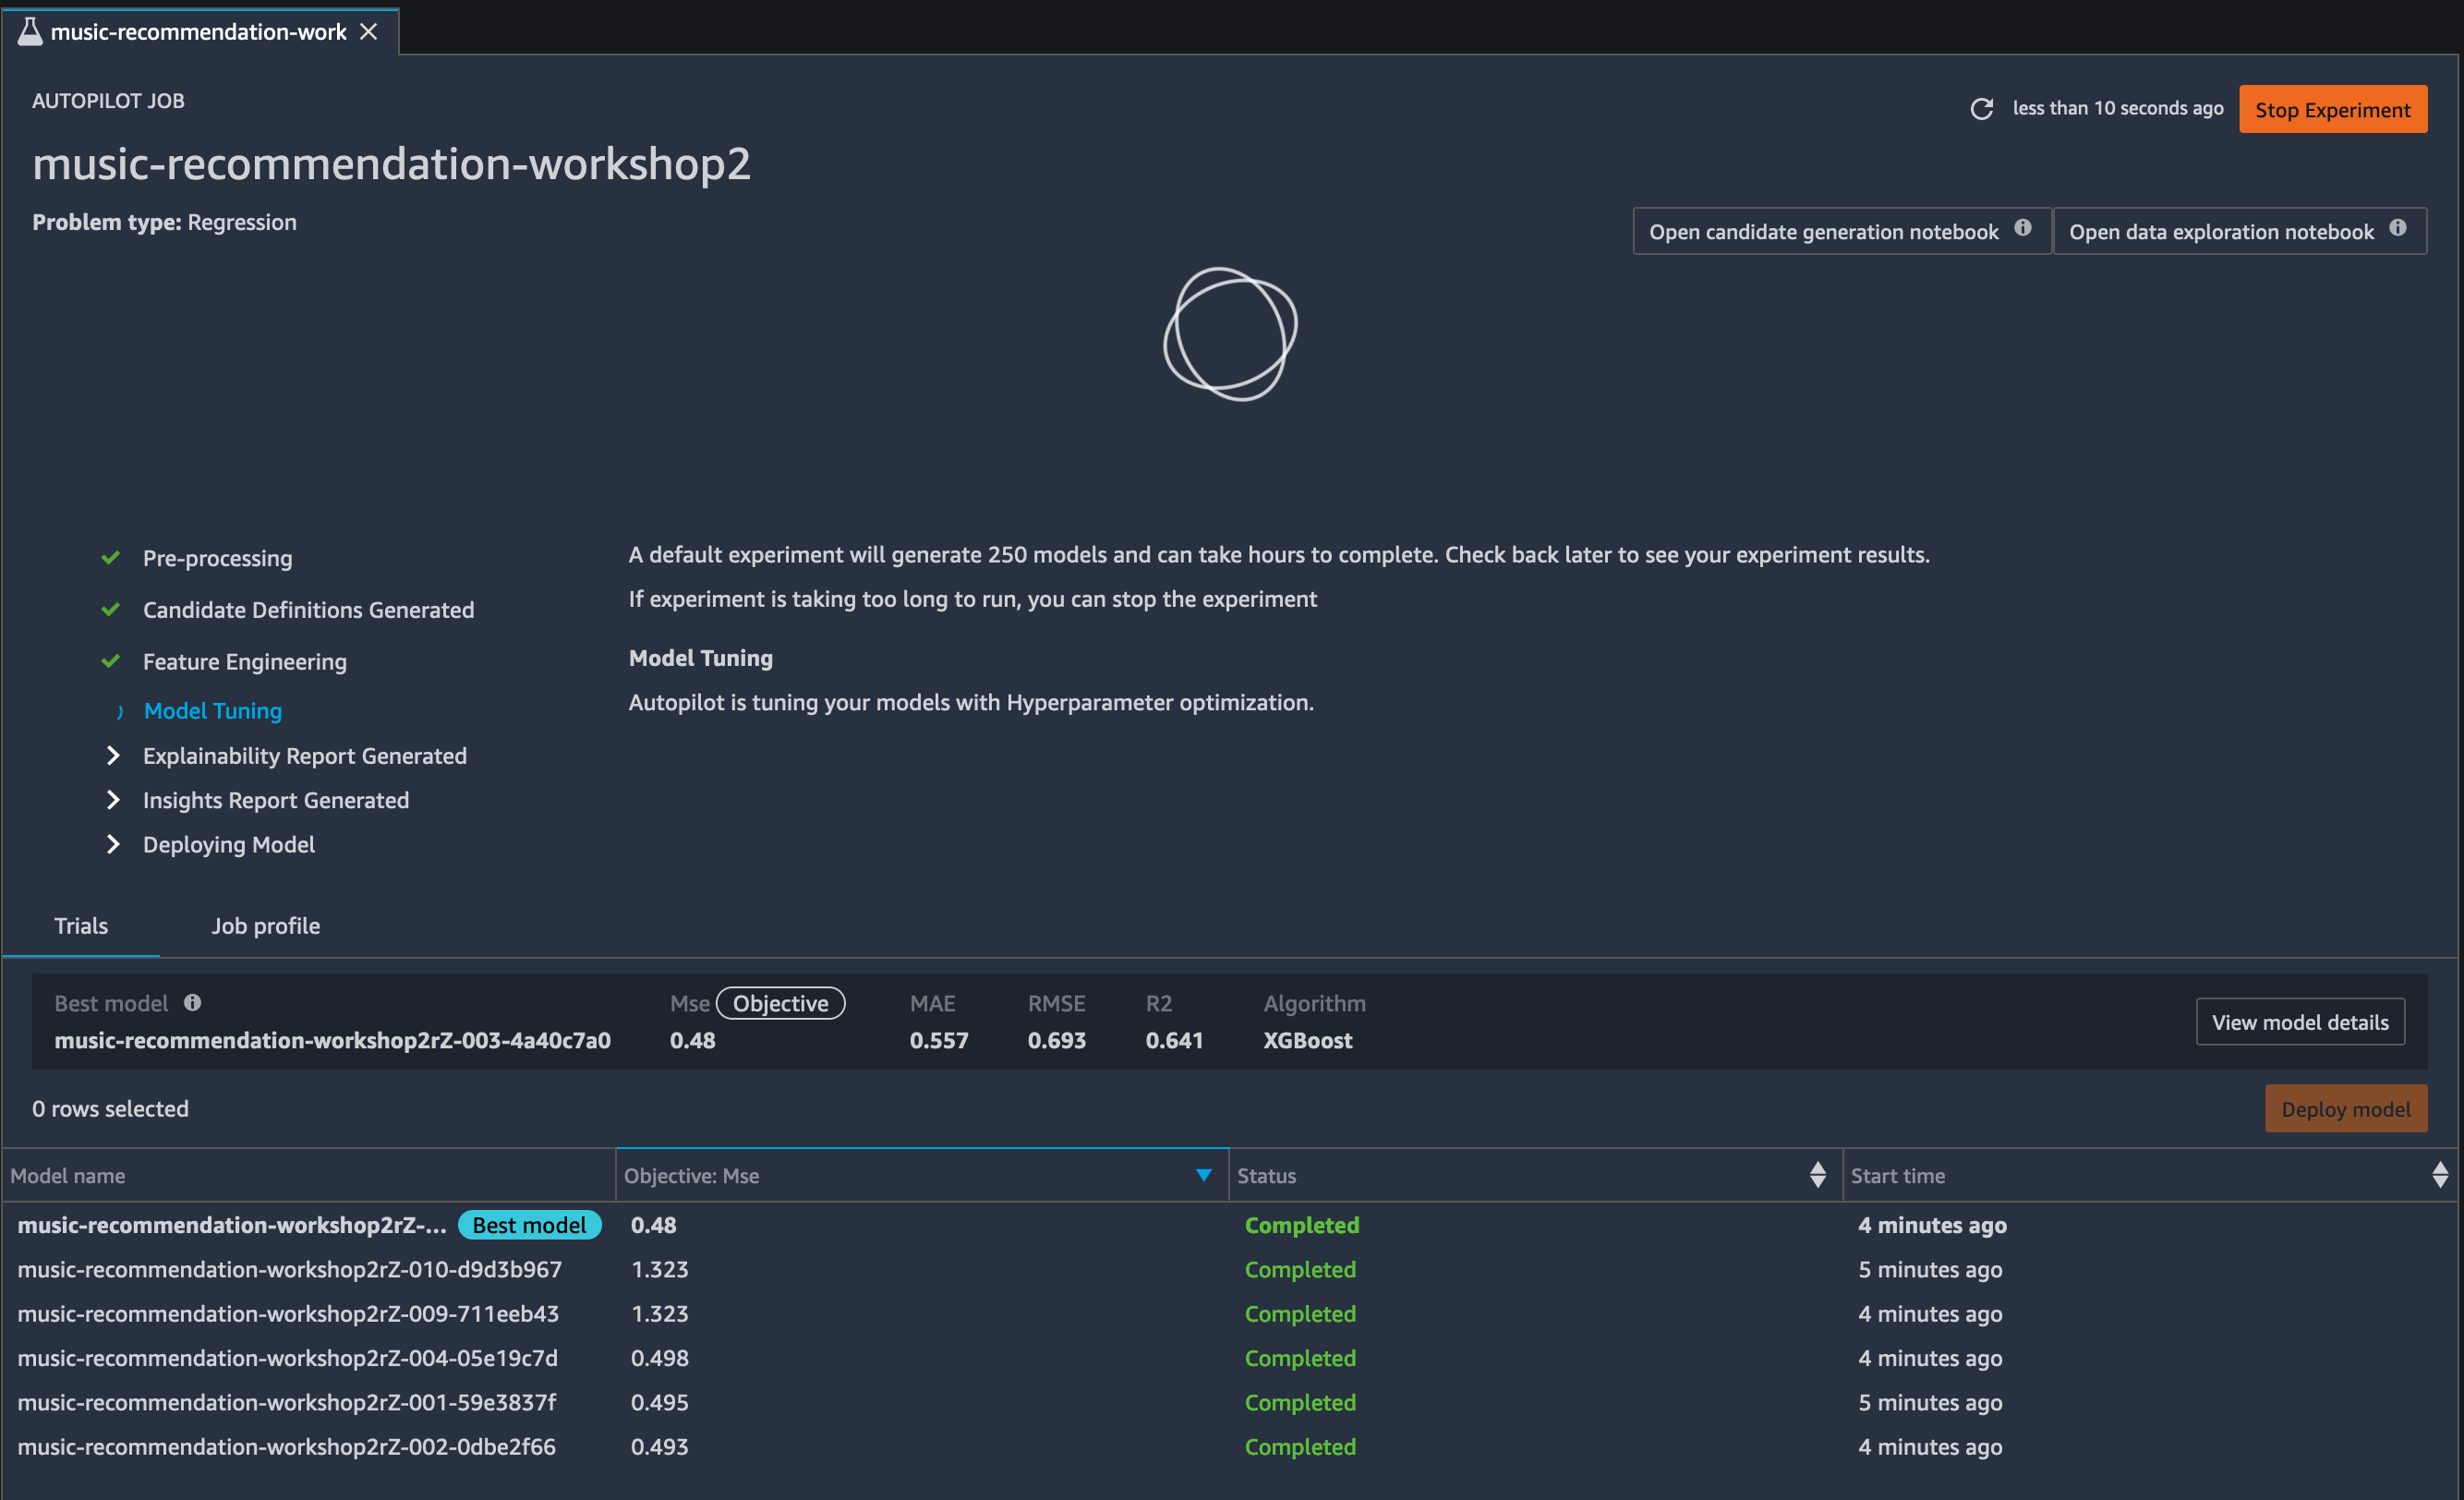 music-recommendation-work
AUTOPILOT JOB
less than 10 seconds ago
Stop Experiment
music-recommendation-workshop2
Problem type: Regression
Open candidate generation notebook
Open data exploration notebook
Pre-processing
Candidate Definitions Generated
Feature Engineering
Model Tuning
Explainability Report Generated
Insights Report Generated
Deploying Model
A default experiment will generate 250 models and can take hours to complete. Check back later to see your experiment results.
If experiment is taking too long to run, you can stop the experiment
Model Tuning
Autopilot is tuning your models with Hyperparameter optimization.
Trials Job profile
Best model Mse Objective MAE RMSE R2 Algorithm
music-recommendation-workshop2rZ-003-4a40c7a0 0.48 0.557 0.693 0.641 XGBoost
View model details
0 rows selected
Deploy model
Model name Objective: Mse Status Start time
music-recommendation-workshop2rZ-... Best model 0.48 Completed 4 minutes ago
music-recommendation-workshop2rZ-010-d9d3b967 1.323 Completed 5 minutes ago
music-recommendation-workshop2rZ-009-711eeb43 1.323 Completed 4 minutes ago
music-recommendation-workshop2rZ-004-05e19c7d 0.498 Completed 4 minutes ago
music-recommendation-workshop2rZ-001-59e3837f 0.495 Completed 5 minutes ago
music-recommendation-workshop2rZ-002-0dbe2f66 0.493 Completed 4 minutes ago